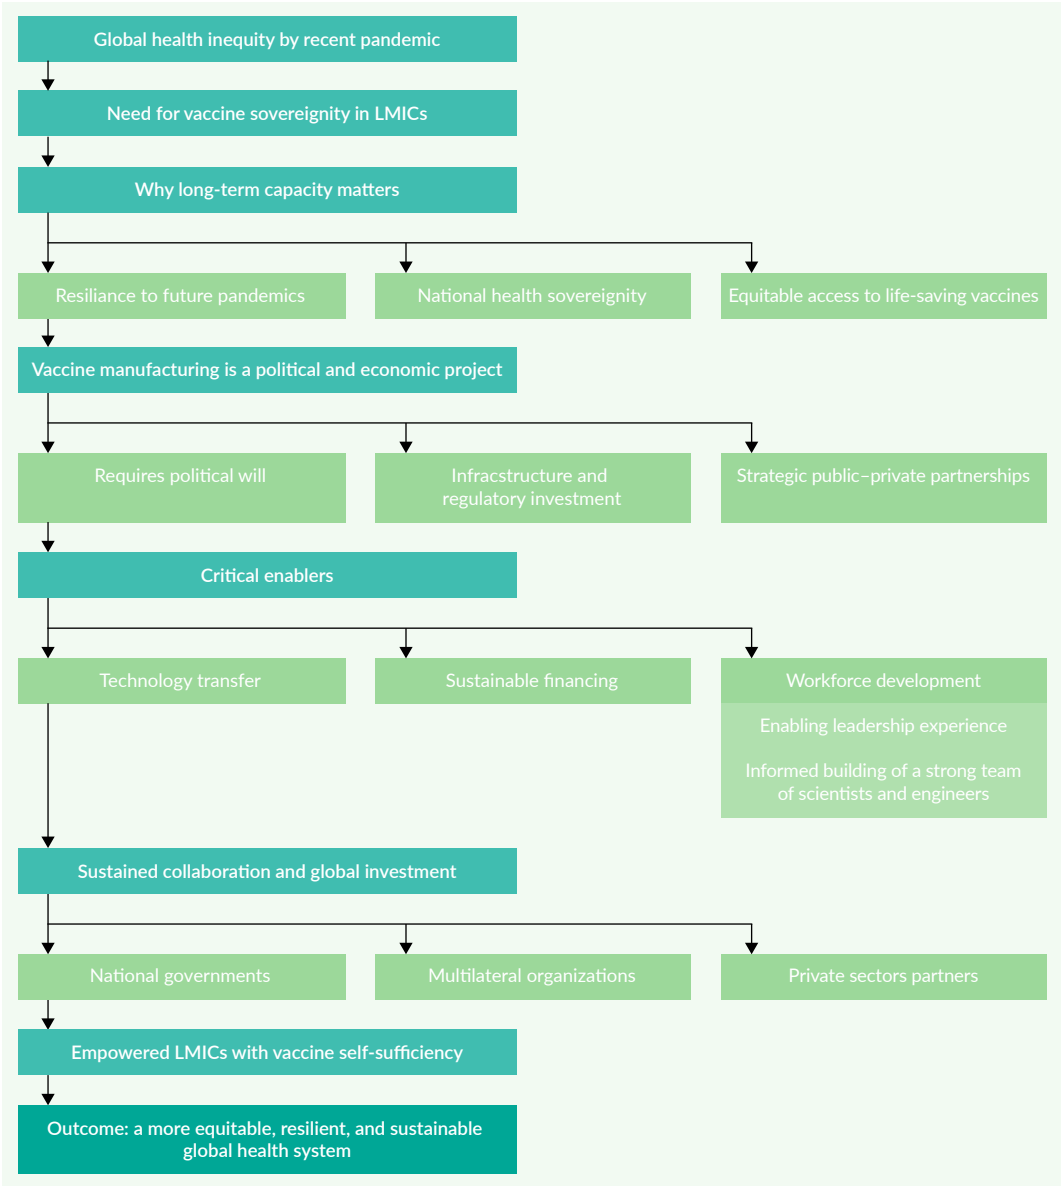 Global health inequity by recent pandemic
Need for vaccine sovereignity in LMICs
Why long-term capacity matters
Resiliance to future pandemics
National health sovereignity
Equitable access to life-saving vaccines
Vaccine manufacturing is a political and economic project
Requires political will
Infracstructure and
regulatory investment
Strategic public–private partnerships
Critical enablers
Technology transfer
Sustainable financing
Workforce development
Enabling leadership experience
Informed building of a strong team
of scientists and engineers
Sustained collaboration and global investment
National governments
Multilateral organizations
Private sectors partners
Empowered LMICs with vaccine self-sufficiency
Outcome: a more equitable, resilient, and sustainable
global health system